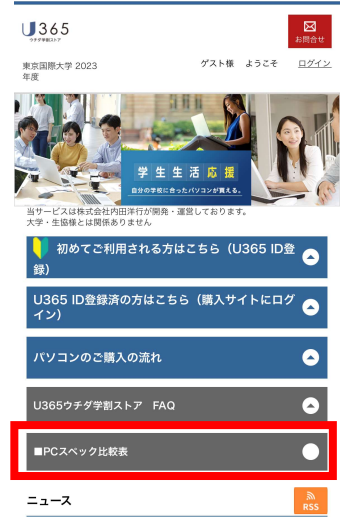 U365
ウチダ学割ストア
お問合せ
東京国際大学 2023
年度
ゲスト様 ようこそ ログイン
学生生活応援
自分の学校に合ったパソコンが買える。
当サービスは株式会社内田洋行が開発・運営しております。
大学・生協様とは関係ありません
初めてご利用される方はこちら（U365 ID登
録）
U365 ID登録済の方はこちら（購入サイトにログ
イン）
パソコンのご購入の流れ
U365ウチダ学割ストア FAQ
■PCスペック比較表
ニュース
RSS